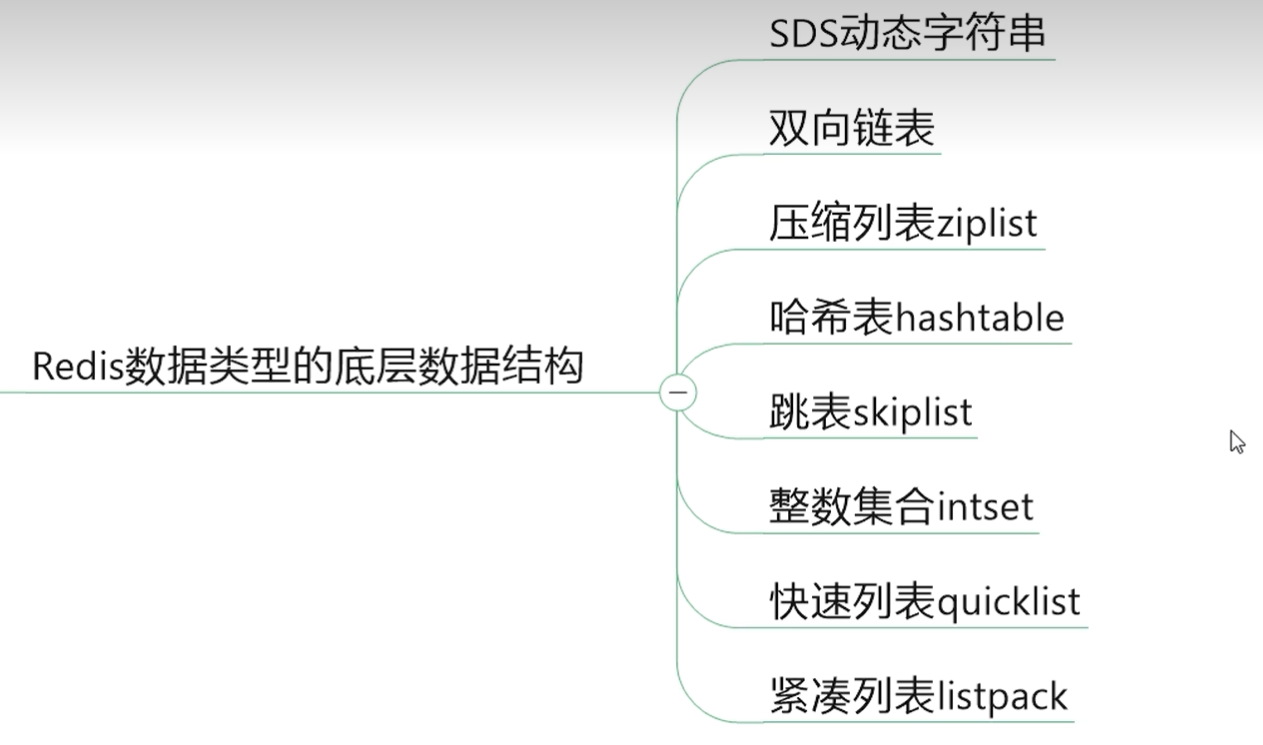 SDS动态字符串
双向链表
压缩列表ziplist
哈希表hashtable
Redis数据类型的底层数据结构
跳表skiplist
整数集合intset
快速列表quicklist
紧凑列表listpack